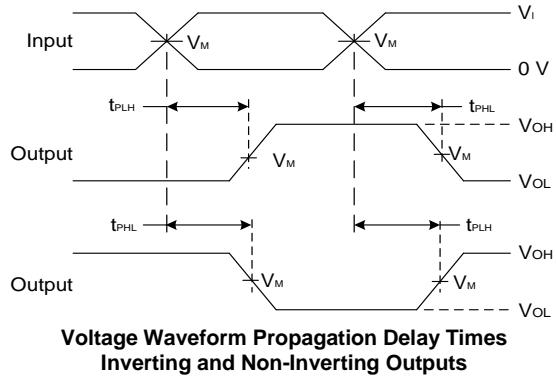 VI
Input
VM
VM
0 V
tPLH
tPHL
VOH
Output
VM
VM
VOL
tPHL
tPLH
VOH
Output
VM
VM
VOL
Voltage Waveform Propagation Delay Times
Inverting and Non-Inverting Outputs